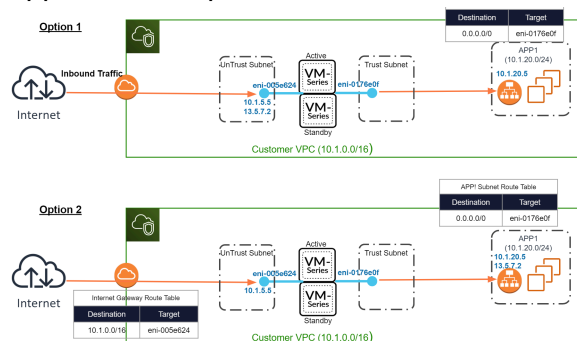 Option 1
Destination Target
0.0.0.0/0 eni-0176e0f
Active
UnTrust Subnet
Trust Subnet
APP1
(10.1.20.0/24)
Inbound Traffic
eni-005e624
VM-
Series
eni-0176e0f
10.1.20.5
10.1.5.5
13.5.7.2
VM-
Series
Internet
Standby
Customer VPC (10.1.0.0/16)
Option 2
APP! Subnet Route Table
Destination Target
0.0.0.0/0 eni-0176e0f
Active
UnTrust Subnet
Trust Subnet
APP1
(10.1.20.0/24)
eni-005e624
VM-
Series
eni-0176e0f
10.1.20.5
13.5.7.2
10.1.5.5
VM-
Series
Internet
Internet Gateway Route Table
Destination Target
10.1.0.0/16 eni-005e624
Standby
Customer VPC (10.1.0.0/16)